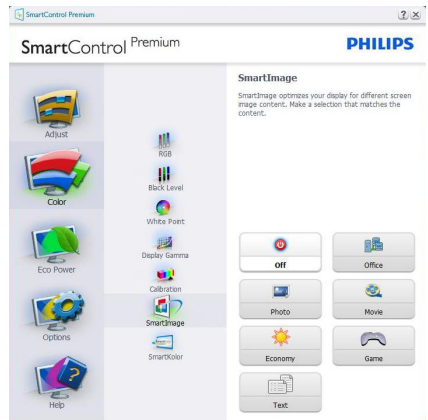 SmartControl Premium
SmartControl Premium
PHILIPS
Adjust
Color
Eco Power
Options
Help
RGB
Black Level
White Point
Display Gamma
Calibration
SmartImage
SmartKolor
SmartImage
SmartImage optimizes your display for different screen
image content. Make a selection that matches the
content.
Off
Office
Photo
Movie
Economy
Game
Text